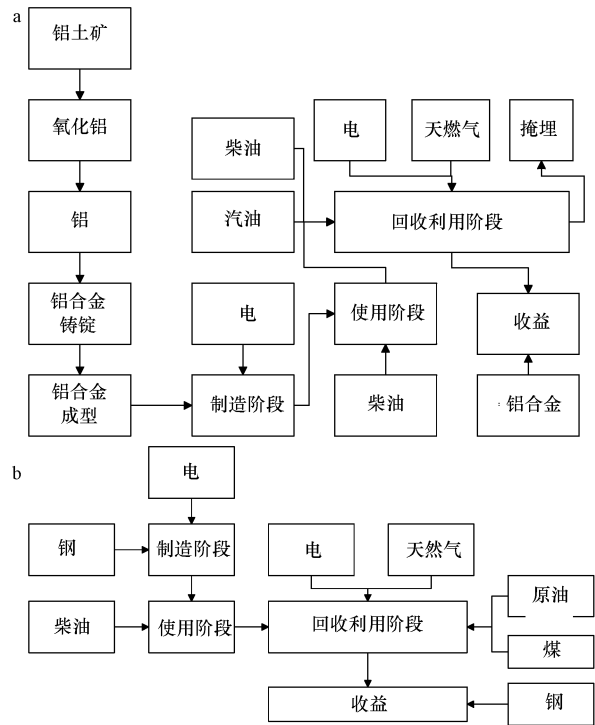 a
铝土矿
氧化铝
铝
铝合金
铸锭
铝合金
成型
柴油
电
天燃气
掩埋
汽油
回收利用阶段
电
使用阶段
收益
制造阶段
柴油
铝合金
b
电
钢
制造阶段
电
天然气
柴油
使用阶段
回收利用阶段
原油
煤
收益
钢